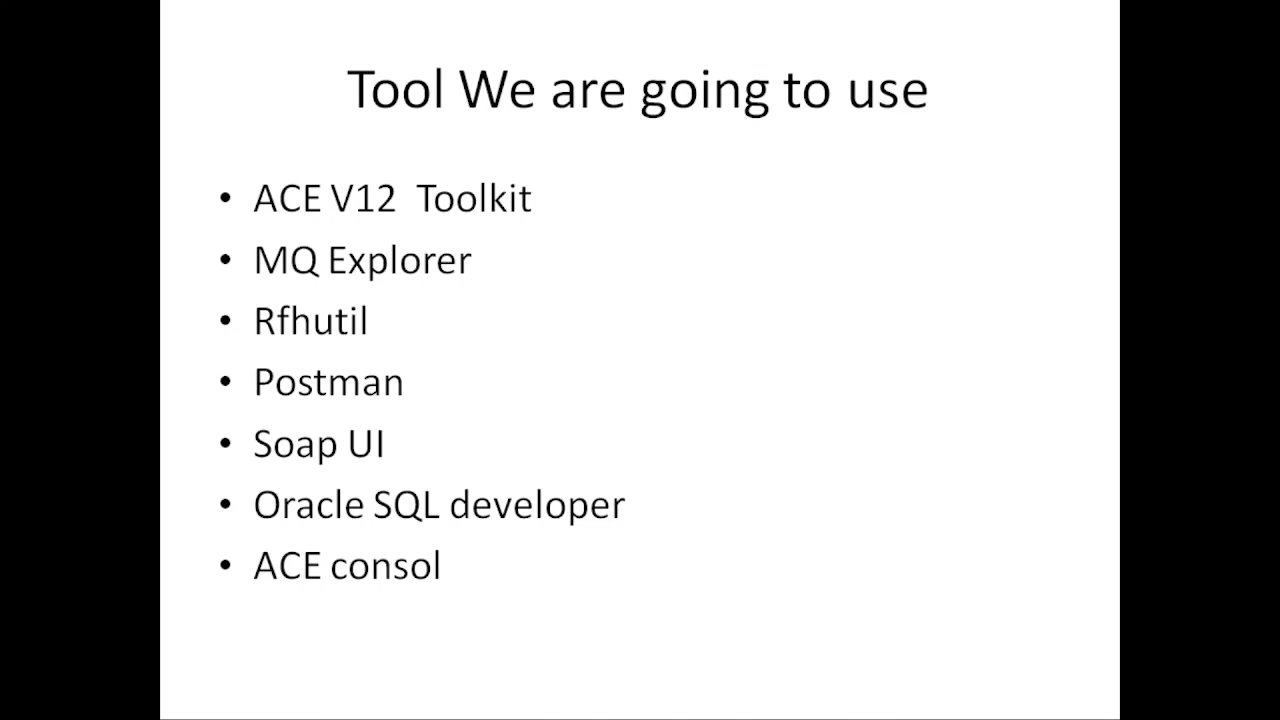 Tool We are going to use
• ACE V12  Toolkit
• MQ Explorer
• Rfhutil
• Postman
• Soap UI
• Oracle SQL developer
• ACE consol